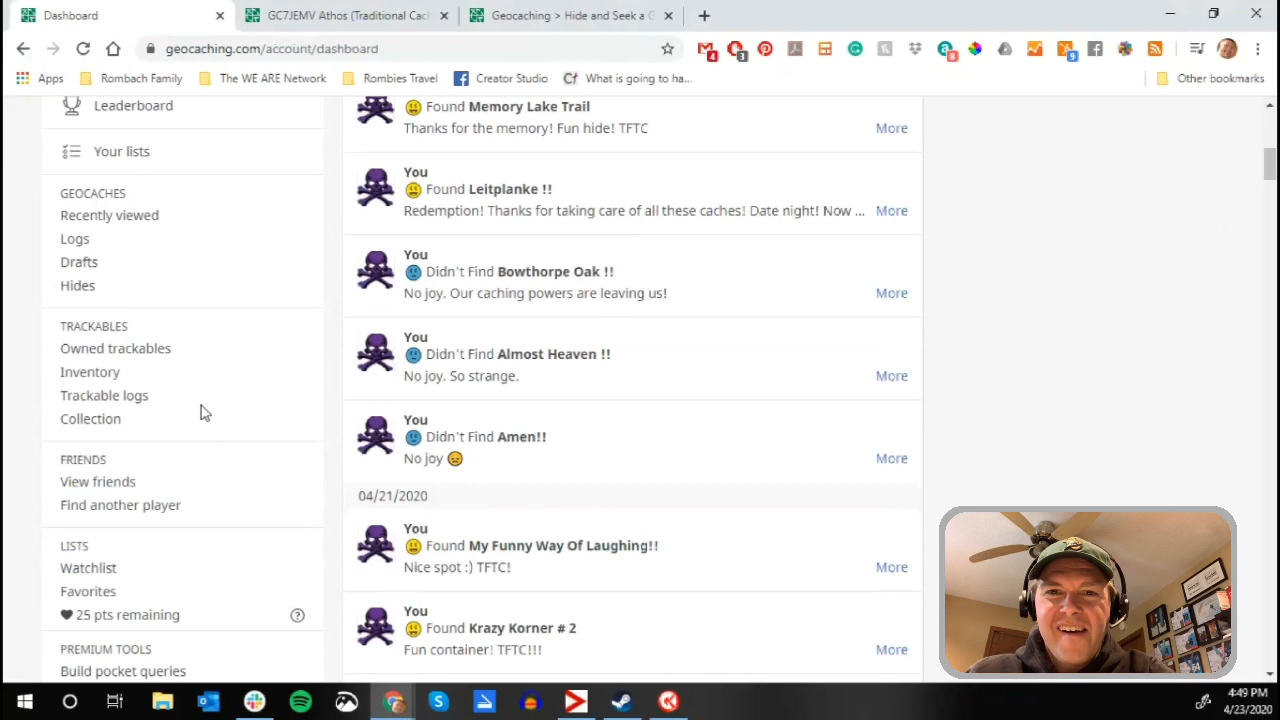 Dashboard
GC7JEMV Athos (Traditional Cac
Geocaching > Hide and Seek a G
geocaching.com/account/dashboard
4
3
8
9
Apps
Rombach Family
The WE ARE Network
Rombies Travel
Creator Studio
Cf
What is going to ha...
Other bookmarks
Leaderboard
Your lists
GEOCACHES
Recently viewed
Logs
Drafts
Hides
TRACKABLES
Owned trackables
Inventory
Trackable logs
Collection
FRIENDS
View friends
Find another player
LISTS
Watchlist
Favorites
25 pts remaining
PREMIUM TOOLS
Build pocket queries
Found Memory Lake Trail
Thanks for the memory! Fun hide! TFTC
More
You
Found Leitplanke !!
Redemption! Thanks for taking care of all these caches! Date night! Now ...
More
You
Didn't Find Bowthorpe Oak !!
No joy. Our caching powers are leaving us!
More
You
Didn't Find Almost Heaven !!
No joy. So strange.
More
You
Didn't Find Amen!!
No joy 😣
More
04/21/2020
You
Found My Funny Way Of Laughing!!
Nice spot :) TFTC!
More
You
Found Krazy Korner # 2
Fun container! TFTC!!!
More
4:49 PM
4/23/2020